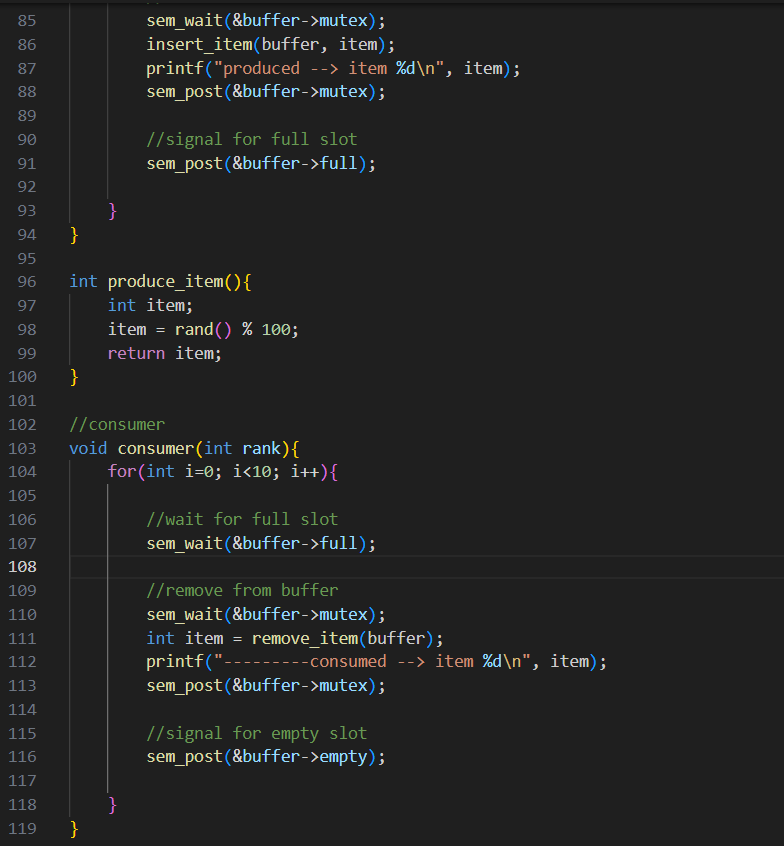 85 sem_wait(&buffer->mutex);
86 insert_item(buffer, item);
87 printf("produced --> item %d\n", item);
88 sem_post(&buffer->mutex);
89
90 //signal for full slot
91 sem_post(&buffer->full);
92
93 }
94 }
95
96 int produce_item(){
97 int item;
98 item = rand() % 100;
99 return item;
100 }
101
102 //consumer
103 void consumer(int rank){
104 for(int i=0; i<10; i++){
105
106 //wait for full slot
107 sem_wait(&buffer->full);
108
109 //remove from buffer
110 sem_wait(&buffer->mutex);
111 int item = remove_item(buffer);
112 printf("---------consumed --> item %d\n", item);
113 sem_post(&buffer->mutex);
114
115 //signal for empty slot
116 sem_post(&buffer->empty);
117
118 }
119 }